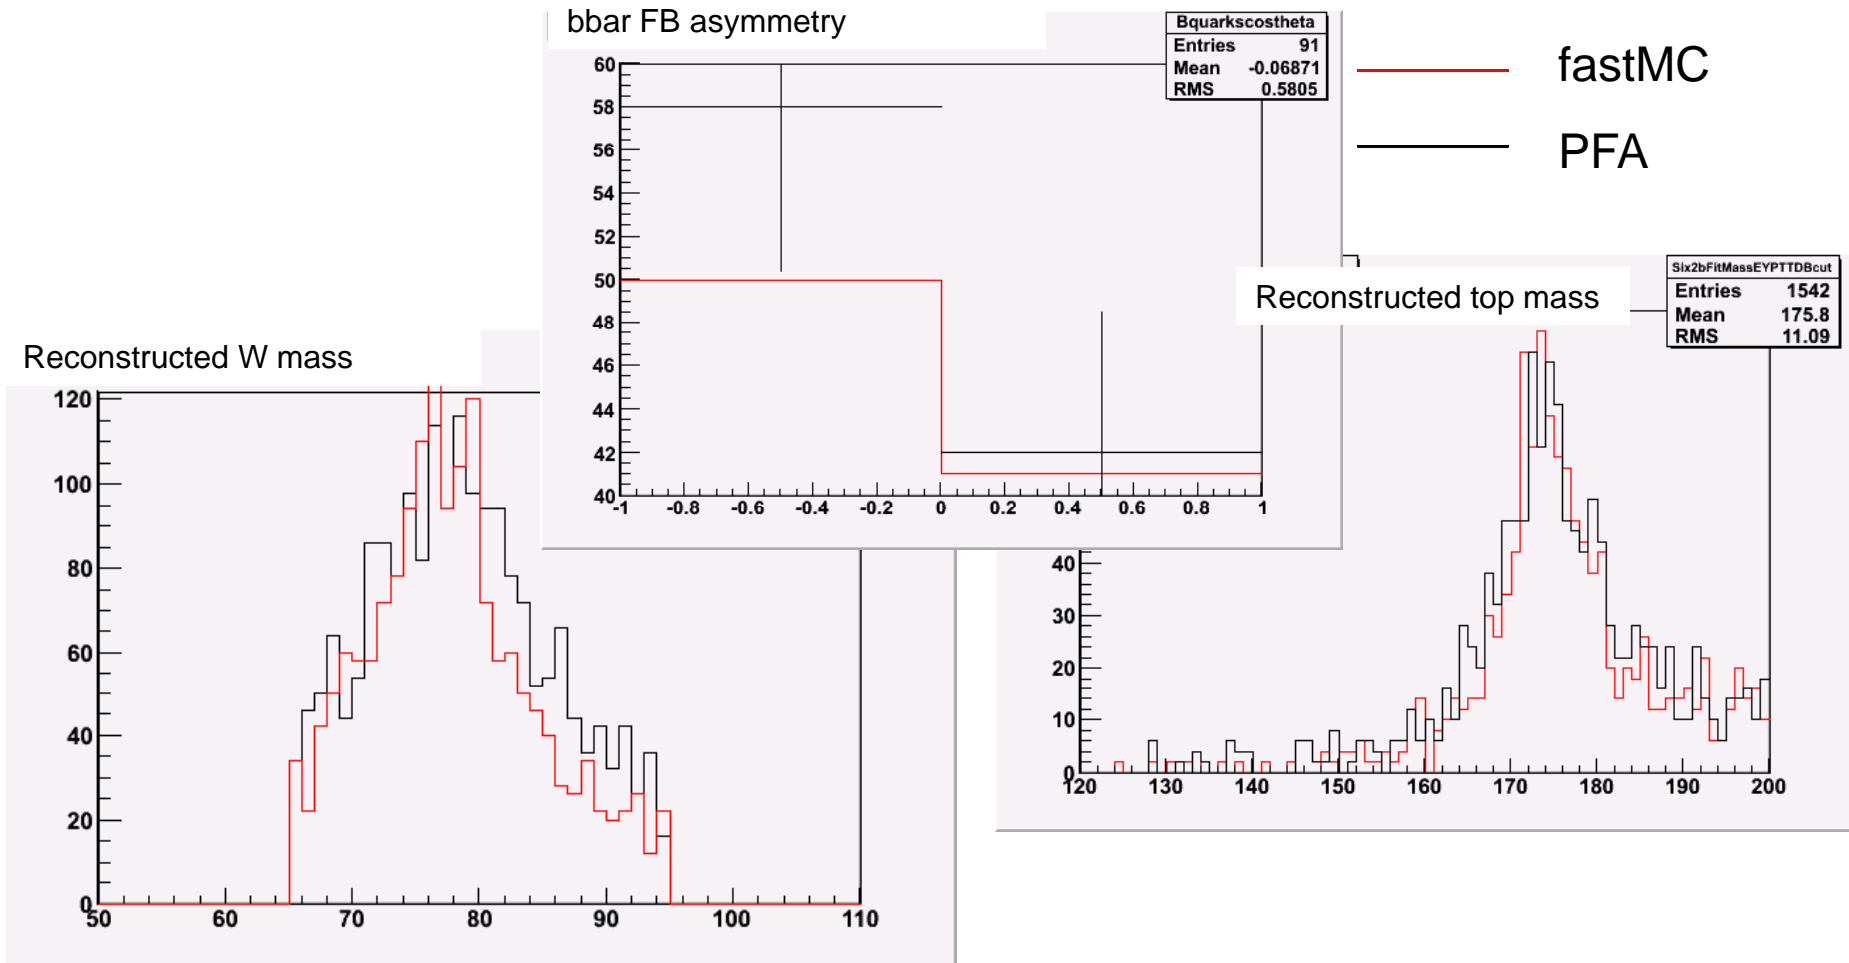 bbar FB asymmetry
Bquarkscostheta
Entries 91
Mean -0.06871
RMS 0.5805
60
58
56
54
52
50
48
46
44
42
40
-1 -0.8 -0.6 -0.4 -0.2 0 0.2 0.4 0.6 0.8 1
fastMC
PFA
Reconstructed W mass
120
100
80
60
40
20
0
50 60 70 80 90 100 110
Reconstructed top mass
Six2bFitMassEYPTTDBcut
Entries 1542
Mean 175.8
RMS 11.09
40
30
20
10
0
120 130 140 150 160 170 180 190 200